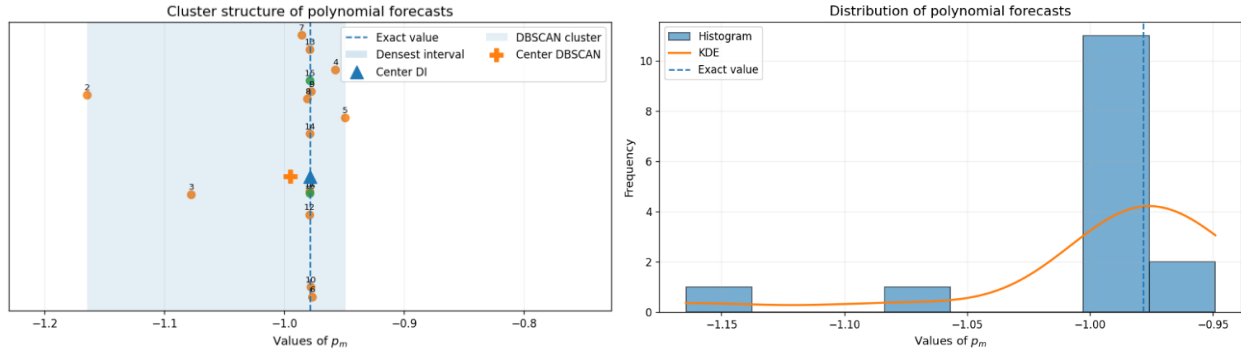 Cluster structure of polynomial forecasts
Exact value
Densest interval
Center DI
DBSCAN cluster
Center DBSCAN
7
13
4
15
9
2
8
5
14
3
12
10
6
−1.2
−1.1
−1.0
−0.9
−0.8
Values of p_m
Distribution of polynomial forecasts
Histogram
KDE
Exact value
Frequency
10
8
6
4
2
0
−1.15
−1.10
−1.05
−1.00
−0.95
Values of p_m